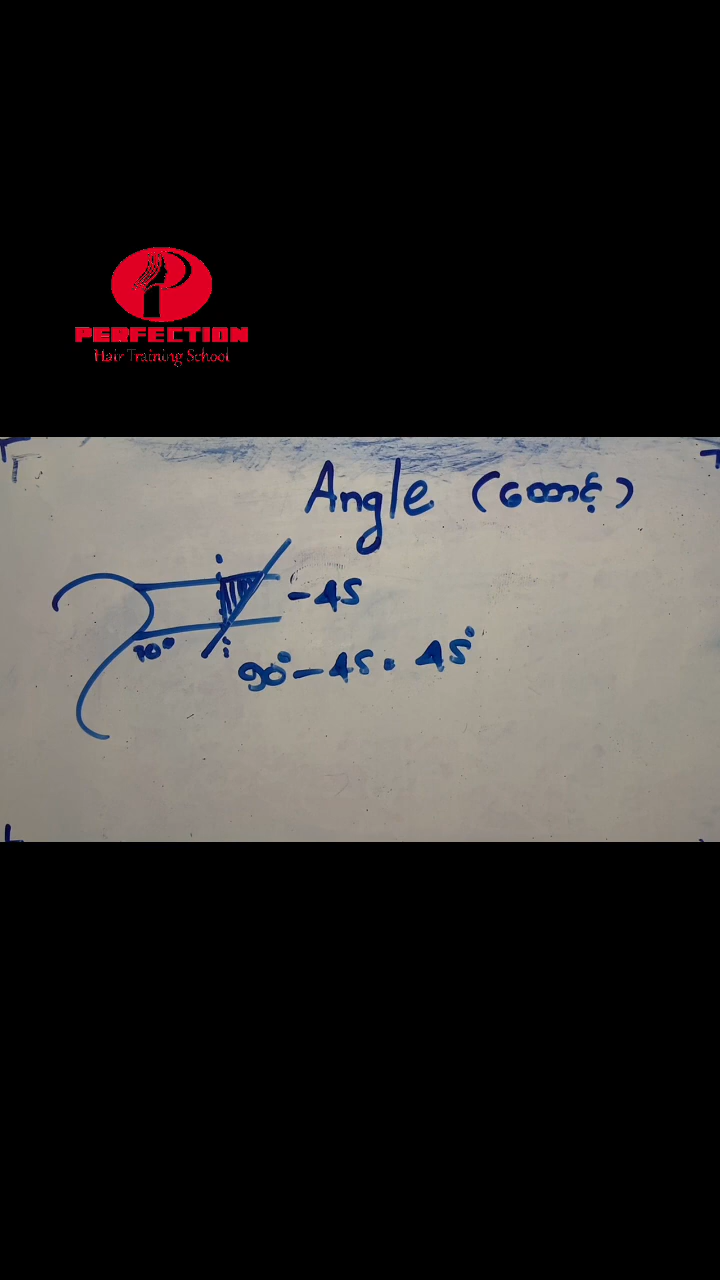 PERFECTION
Hair Training School
Angle (ထောင့်)
-45
90°
90° - 45 = 45°